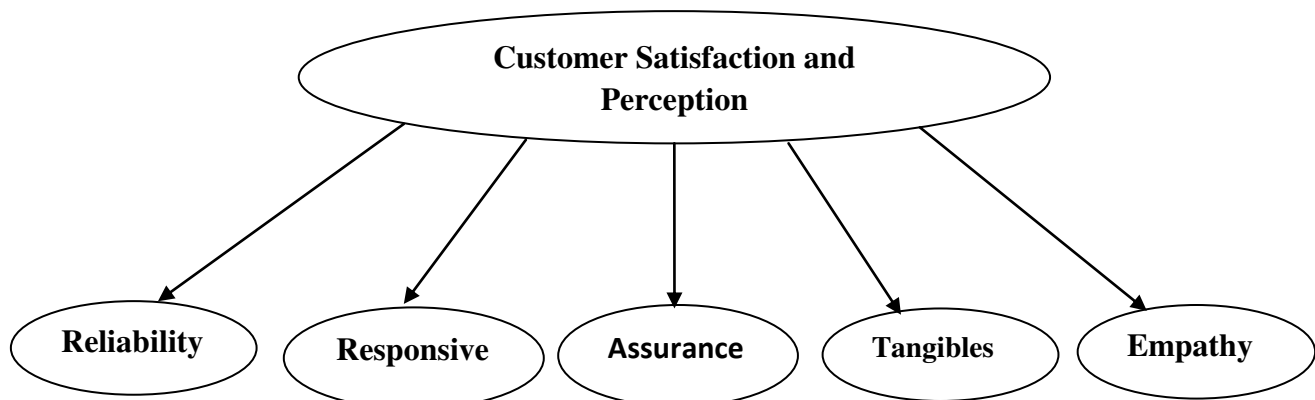 Customer Satisfaction and
Perception
Reliability
Responsive
Assurance
Tangibles
Empathy